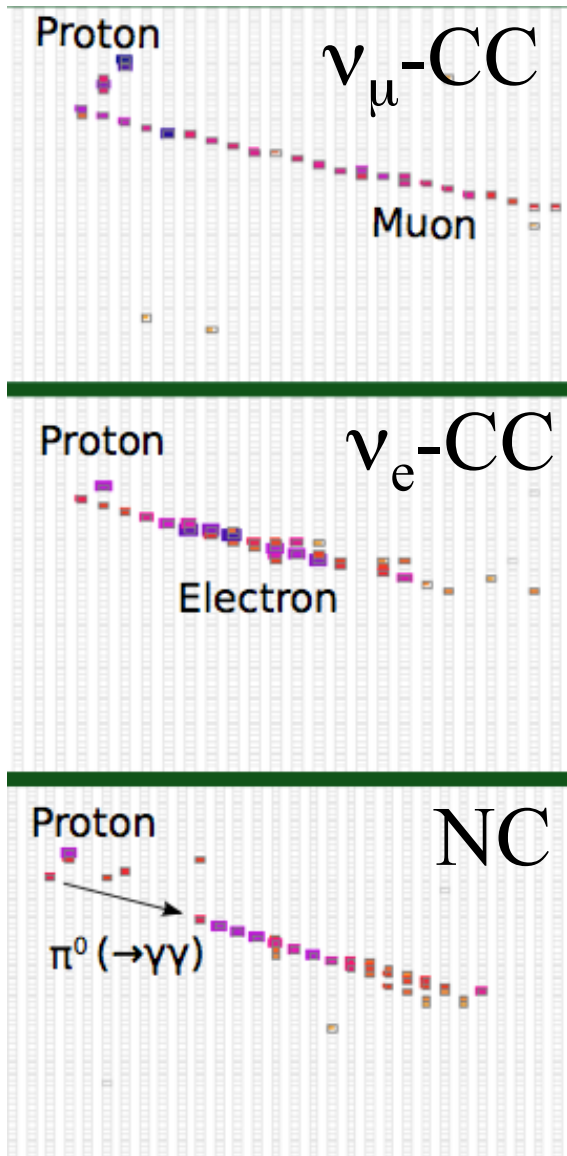 Proton
νμ-CC
Muon
Proton
νe-CC
Electron
Proton
NC
π⁰ (→γγ)